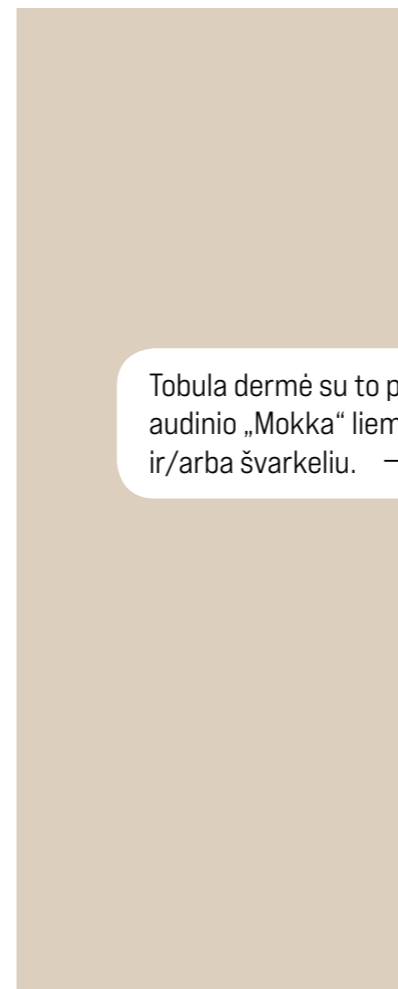 Tobula dermė su to p
audinio „Mokka“ liem
ir/arba švarkeliu. —